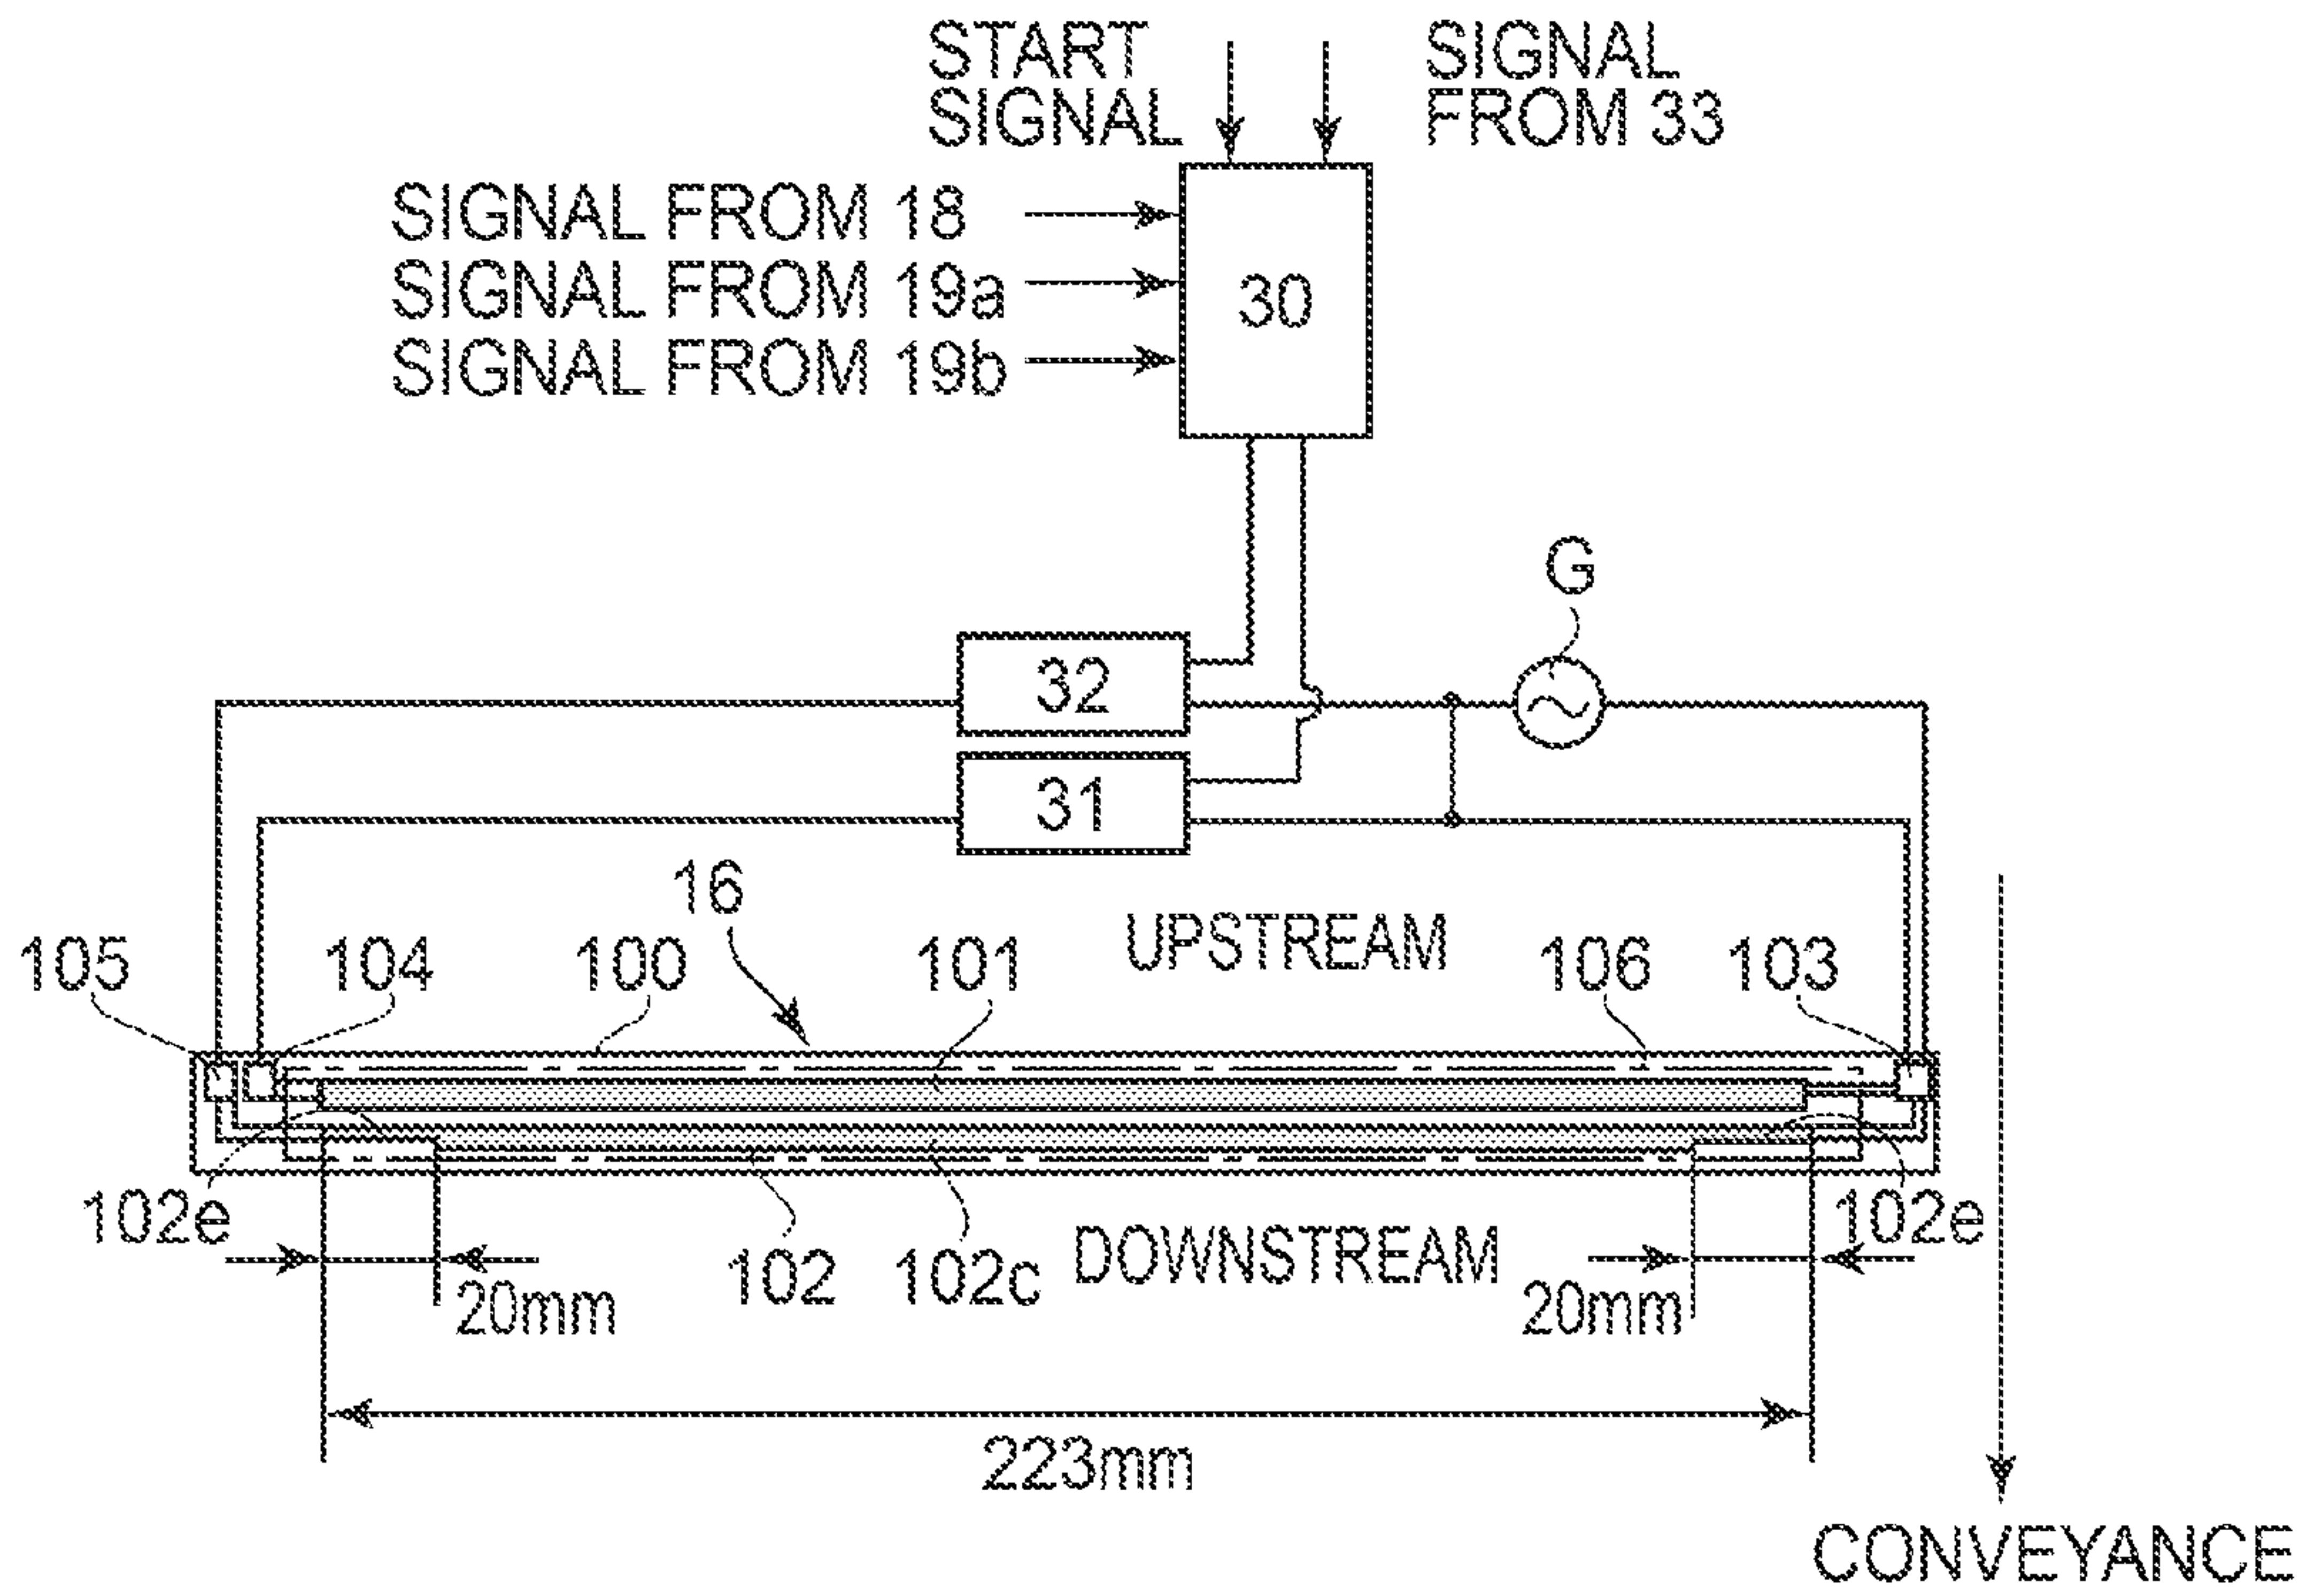 START
SIGNAL
SIGNAL
FROM 33
SIGNAL FROM 18
SIGNAL FROM 19a
SIGNAL FROM 19b
30
G
32
31
16
UPSTREAM
105
104
100
101
106
103
102e
102
102c
DOWNSTREAM
102e
20mm
20mm
223mm
CONVEYANCE